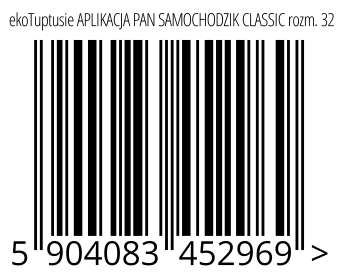 ekoTuptusie APLIKACJA PAN SAMOCHODZIK CLASSIC rozm. 32
5 904083 452969 >